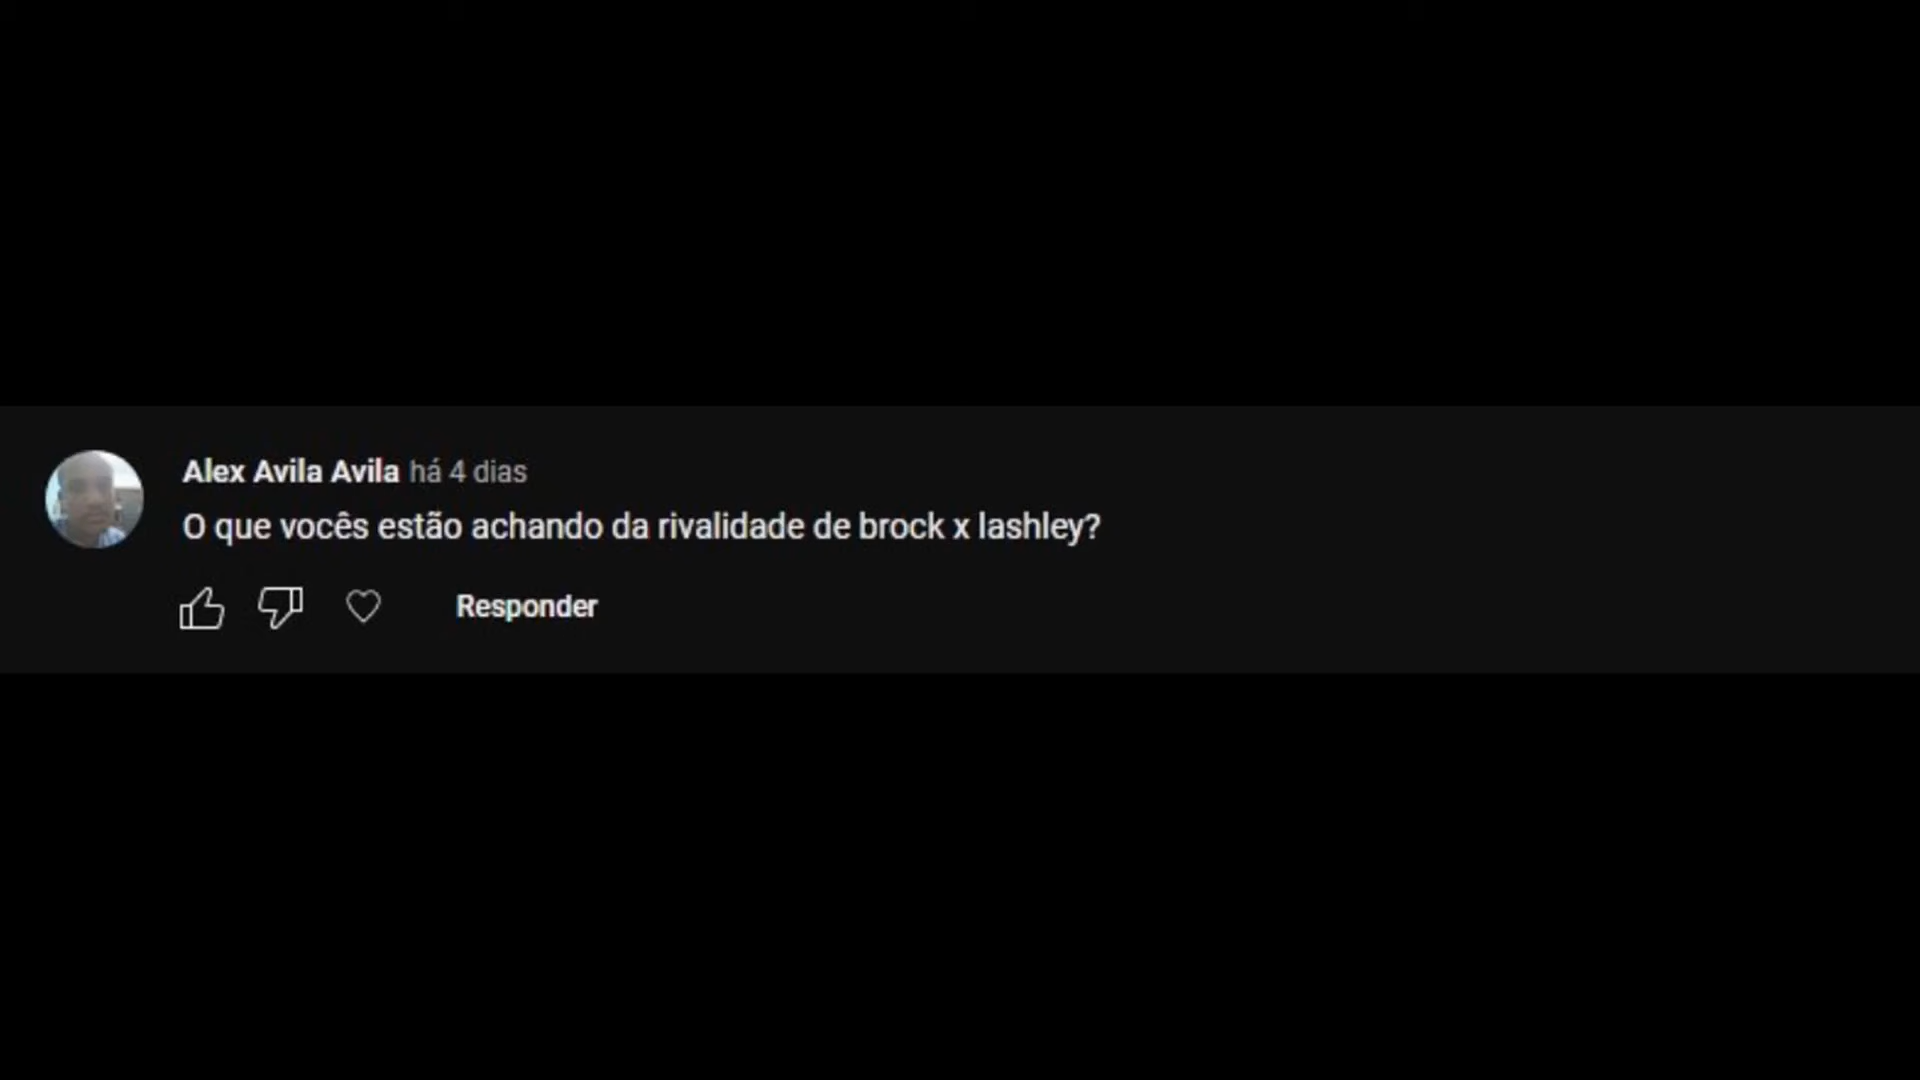 Alex Avila Avila há 4 dias
O que vocês estão achando da rivalidade de brock x lashley?
Responder